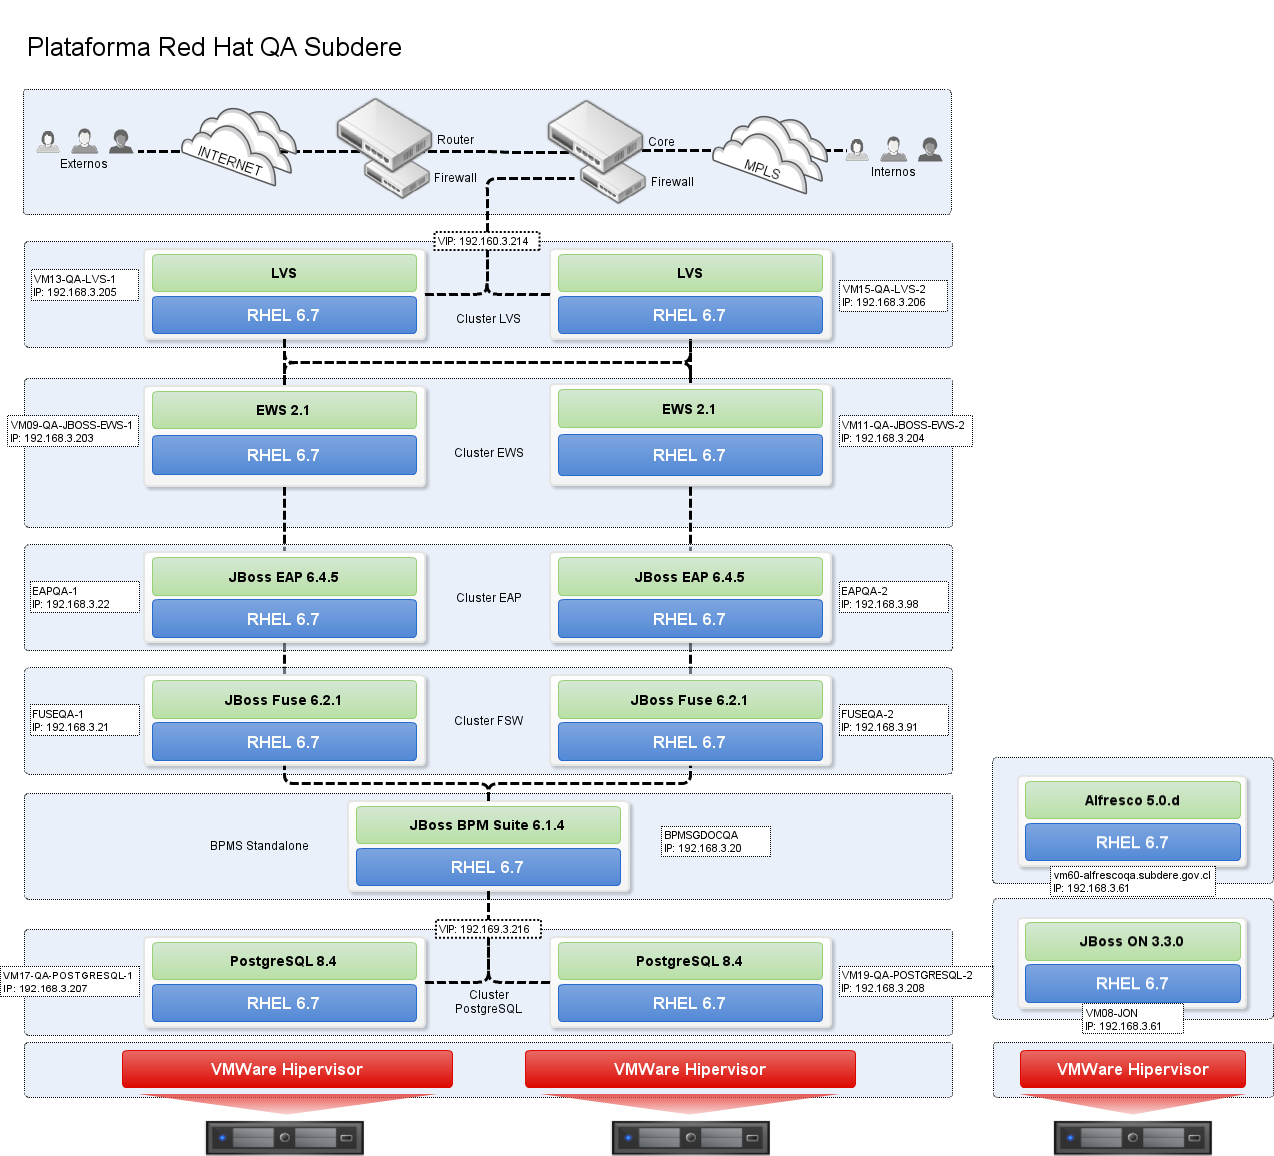 Plataforma Red Hat QA Subdere
Externos
INTERNET
Router
Firewall
Core
Firewall
MPLS
Internos
VIP: 192.160.3.214
VM13-QA-LVS-1
IP: 192.168.3.205
LVS
RHEL 6.7
Cluster LVS
LVS
RHEL 6.7
VM15-QA-LVS-2
IP: 192.168.3.206
VM09-QA-JBOSS-EWS-1
IP: 192.168.3.203
EWS 2.1
RHEL 6.7
Cluster EWS
EWS 2.1
RHEL 6.7
VM11-QA-JBOSS-EWS-2
IP: 192.168.3.204
EAPQA-1
IP: 192.168.3.22
JBoss EAP 6.4.5
RHEL 6.7
Cluster EAP
JBoss EAP 6.4.5
RHEL 6.7
EAPQA-2
IP: 192.168.3.98
FUSEQA-1
IP: 192.168.3.21
JBoss Fuse 6.2.1
RHEL 6.7
Cluster FSW
JBoss Fuse 6.2.1
RHEL 6.7
FUSEQA-2
IP: 192.168.3.91
BPMS Standalone
JBoss BPM Suite 6.1.4
RHEL 6.7
BPMSGDOCQA
IP: 192.168.3.20
Alfresco 5.0.d
RHEL 6.7
vm60-alfrescoqa.subdere.gov.cl
IP: 192.168.3.61
VIP: 192.169.3.216
VM17-QA-POSTGRESQL-1
IP: 192.168.3.207
PostgreSQL 8.4
RHEL 6.7
Cluster
PostgreSQL
PostgreSQL 8.4
RHEL 6.7
VM19-QA-POSTGRESQL-2
IP: 192.168.3.208
JBoss ON 3.3.0
RHEL 6.7
VM08-JON
IP: 192.168.3.61
VMWare Hipervisor
VMWare Hipervisor
VMWare Hipervisor